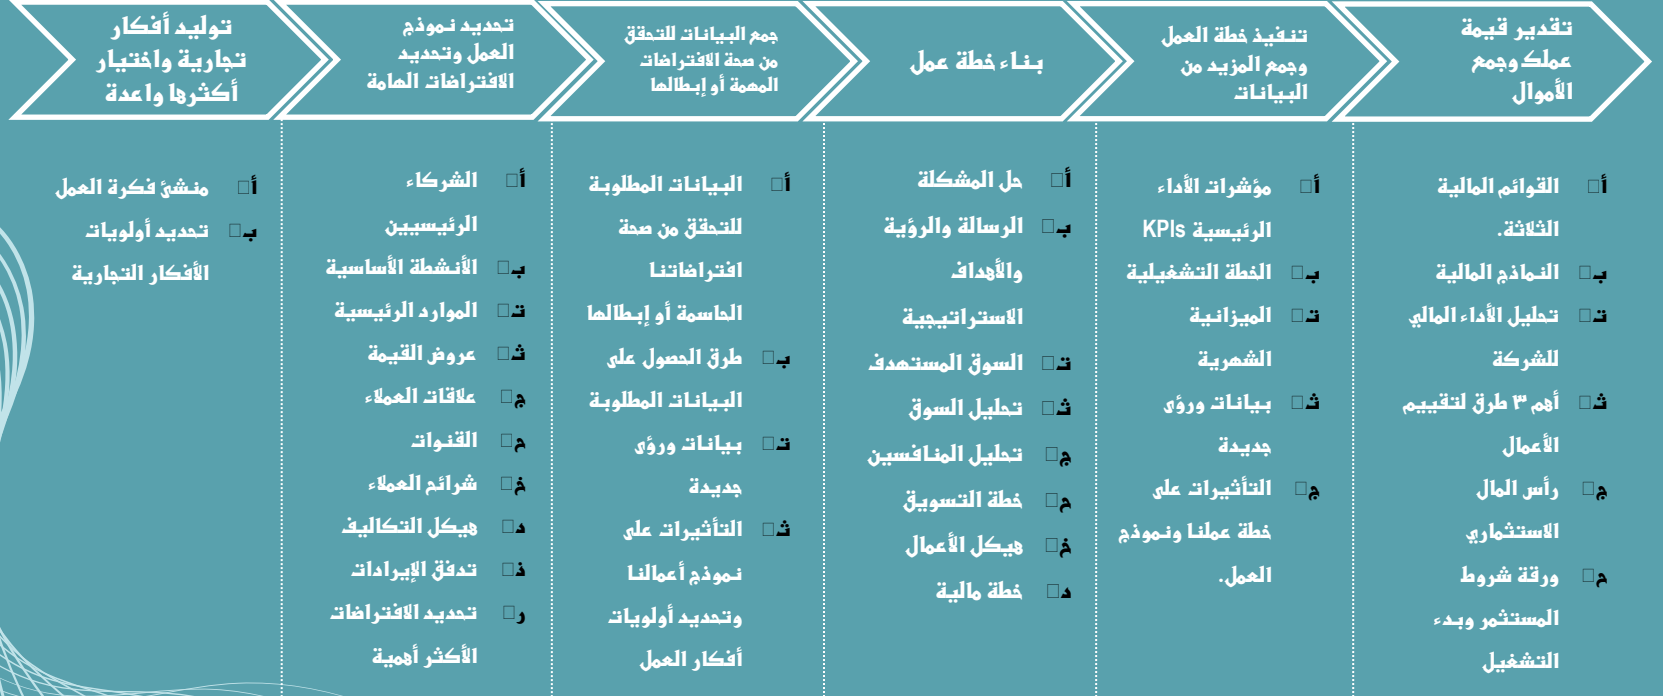 توليد أفكار
تجارية واختيار
أكثرها واعدة
أ□ منشئ فكرة العمل
ب□ تحديد أولويات
الأفكار التجارية
تحديد نموذج
العمل وتحديد
الافتراضات الهامة
أ□ الشركاء
الرئيسيين
ب□ الأنشطة الأساسية
ت□ الموارد الرئيسية
ث□ عروض القيمة
ج□ علاقات العملاء
ح□ القنوات
خ□ شرائح العملاء
د□ هيكل التكاليف
ذ□ تدفق الإيرادات
ر□ تحديد الافتراضات
الأكثر أهمية
جمع البيانات للتحقق
من صحة الافتراضات
المهمة أو إبطالها
أ□ البيانات المطلوبة
للتحقق من صحة
افتراضاتنا
الحاسمة أو إبطالها
ب□ طرق الحصول على
البيانات المطلوبة
ت□ بيانات ورؤى
جديدة
ث□ التأثيرات على
نموذج أعمالنا
وتحديد أولويات
أفكار العمل
بناء خطة عمل
أ□ حل المشكلة
ب□ الرسالة والرؤية
والأهداف
الاستراتيجية
ت□ السوق المستهدف
ث□ تحليل السوق
ج□ تحليل المنافسين
ح□ خطة التسويق
خ□ هيكل الأعمال
د□ خطة مالية
تنفيذ خطة العمل
وجمع المزيد من
البيانات
أ□ مؤشرات الأداء
الرئيسية KPIs
ب□ الخطة التشغيلية
ت□ الميزانية
الشهرية
ث□ بيانات ورؤى
جديدة
ج□ التأثيرات على
خطة عملنا ونموذج
العمل.
تقدير قيمة
عملك وجمع
الأموال
أ□ القوائم المالية
الثلاثة.
ب□ النماذج المالية
ت□ تحليل الأداء المالي
للشركة
ث□ أهم ٣ طرق لتقييم
الأعمال
ج□ رأس المال
الاستثماري
ح□ ورقة شروط
المستثمر وبدء
التشغيل